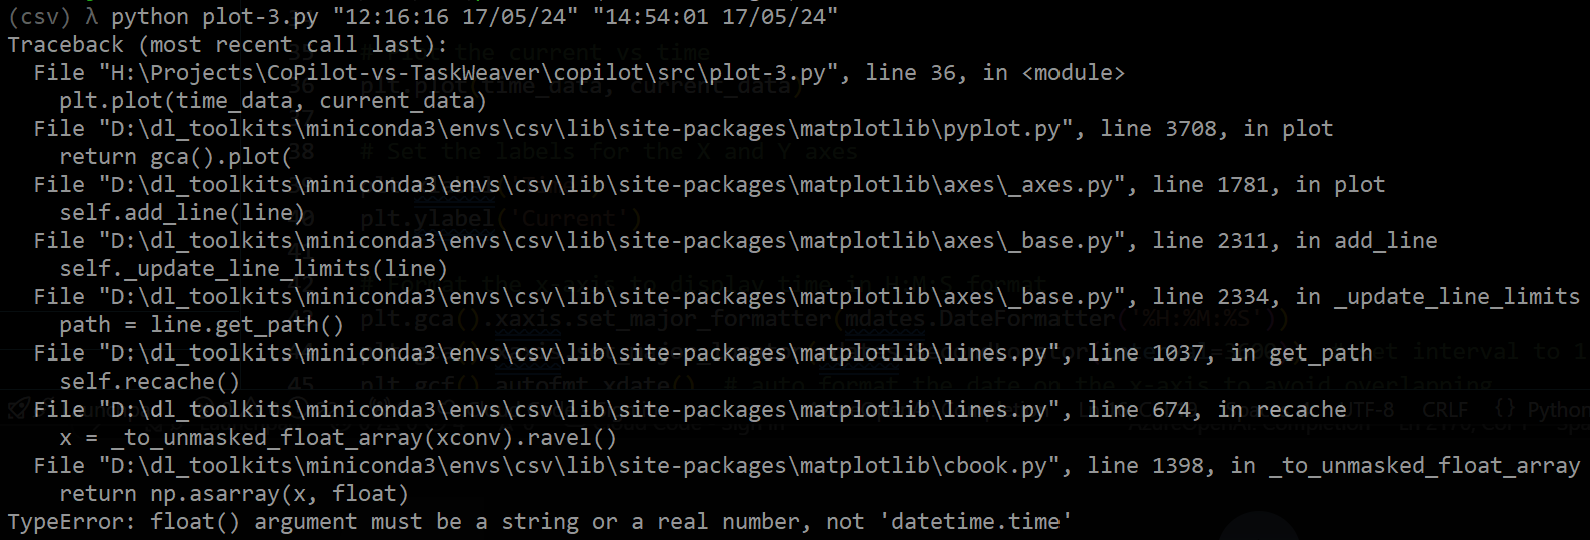 (csv) λ python plot-3.py "12:16:16 17/05/24" "14:54:01 17/05/24"
Traceback (most recent call last):
  File "H:\Projects\CoPilot-vs-TaskWeaver\copilot\src\plot-3.py", line 36, in <module>
    plt.plot(time_data, current_data)
  File "D:\dl_toolkits\miniconda3\envs\csv\lib\site-packages\matplotlib\pyplot.py", line 3708, in plot
    return gca().plot(
  File "D:\dl_toolkits\miniconda3\envs\csv\lib\site-packages\matplotlib\axes\_axes.py", line 1781, in plot
    self.add_line(line)
  File "D:\dl_toolkits\miniconda3\envs\csv\lib\site-packages\matplotlib\axes\_base.py", line 2311, in add_line
    self._update_line_limits(line)
  File "D:\dl_toolkits\miniconda3\envs\csv\lib\site-packages\matplotlib\axes\_base.py", line 2334, in _update_line_limits
    path = line.get_path()
  File "D:\dl_toolkits\miniconda3\envs\csv\lib\site-packages\matplotlib\lines.py", line 1037, in get_path
    self.recache()
  File "D:\dl_toolkits\miniconda3\envs\csv\lib\site-packages\matplotlib\lines.py", line 674, in recache
    x = _to_unmasked_float_array(xconv).ravel()
  File "D:\dl_toolkits\miniconda3\envs\csv\lib\site-packages\matplotlib\cbook.py", line 1398, in _to_unmasked_float_array
    return np.asarray(x, float)
TypeError: float() argument must be a string or a real number, not 'datetime.time'